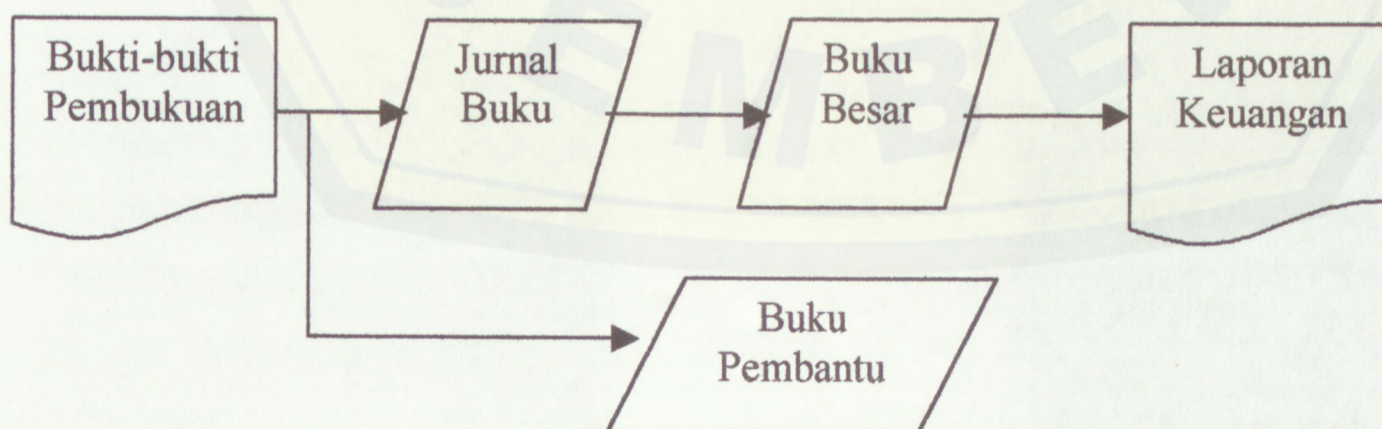 Bukti-bukti
Pembukuan
Jurnal
Buku
Buku
Besar
Laporan
Keuangan
Buku
Pembantu